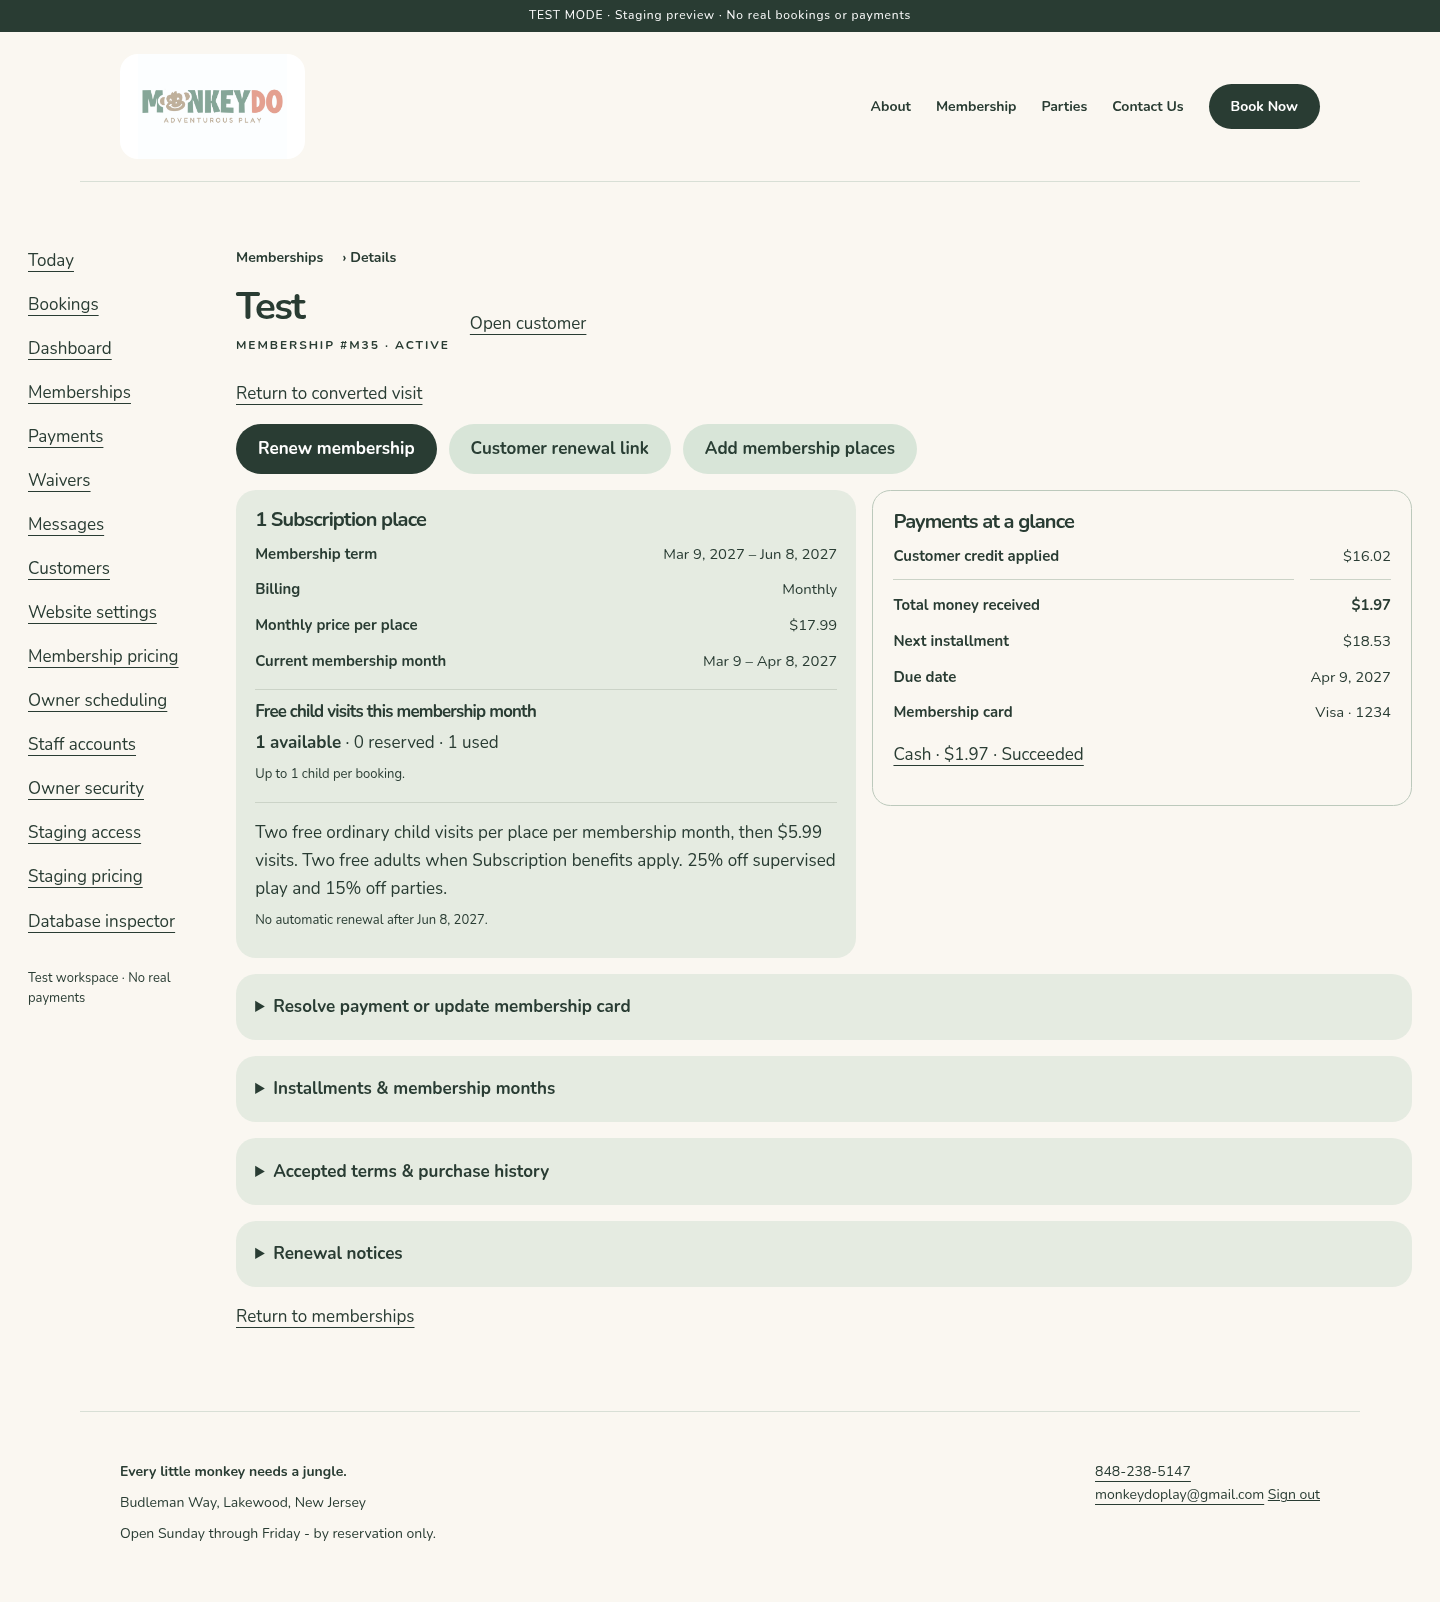 TEST MODE · Staging preview · No real bookings or payments
MONKEYDO
ADVENTUROUS PLAY
About
Membership
Parties
Contact Us
Book Now
Today
Bookings
Dashboard
Memberships
Payments
Waivers
Messages
Customers
Website settings
Membership pricing
Owner scheduling
Staff accounts
Owner security
Staging access
Staging pricing
Database inspector
Test workspace · No real
payments
Memberships › Details
Test
MEMBERSHIP #M35 · ACTIVE
Open customer
Return to converted visit
Renew membership
Customer renewal link
Add membership places
1 Subscription place
Membership term Mar 9, 2027 – Jun 8, 2027
Billing Monthly
Monthly price per place $17.99
Current membership month Mar 9 – Apr 8, 2027
Free child visits this membership month
1 available · 0 reserved · 1 used
Up to 1 child per booking.
Two free ordinary child visits per place per membership month, then $5.99
visits. Two free adults when Subscription benefits apply. 25% off supervised
play and 15% off parties.
No automatic renewal after Jun 8, 2027.
Payments at a glance
Customer credit applied $16.02
Total money received $1.97
Next installment $18.53
Due date Apr 9, 2027
Membership card Visa · 1234
Cash · $1.97 · Succeeded
Resolve payment or update membership card
Installments & membership months
Accepted terms & purchase history
Renewal notices
Return to memberships
Every little monkey needs a jungle.
Budleman Way, Lakewood, New Jersey
Open Sunday through Friday - by reservation only.
848-238-5147
monkeydoplay@gmail.com Sign out